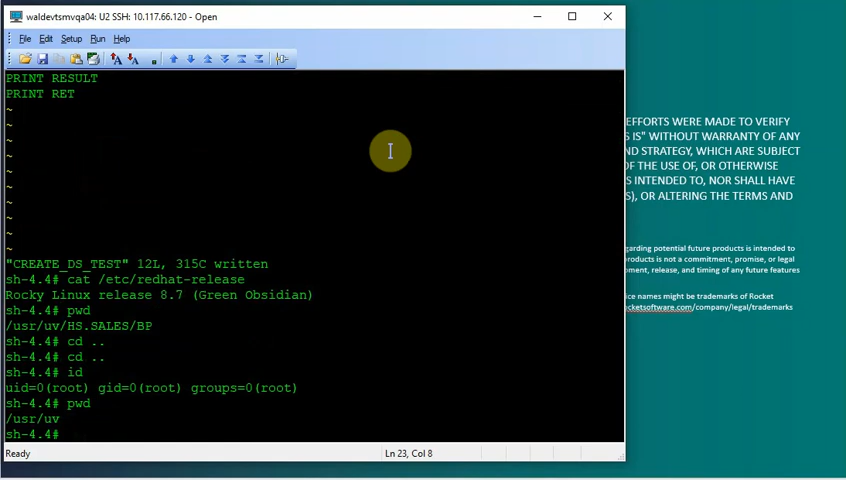 waldevtsmvqa04: U2 SSH: 10.117.66.120 - Open
File Edit Setup Run Help
PRINT RESULT
PRINT RET
~
~
~
~
~
~
~
~
~
~
"CREATE_DS_TEST" 12L, 315C written
sh-4.4# cat /etc/redhat-release
Rocky Linux release 8.7 (Green Obsidian)
sh-4.4# pwd
/usr/uv/HS.SALES/BP
sh-4.4# cd ..
sh-4.4# cd ..
sh-4.4# id
uid=0(root) gid=0(root) groups=0(root)
sh-4.4# pwd
/usr/uv
sh-4.4#
Ready Ln 23, Col 8
EFFORTS WERE MADE TO VERIFY
IS" WITHOUT WARRANTY OF ANY
ND STRATEGY, WHICH ARE SUBJECT
OF THE USE OF, OR OTHERWISE
IS INTENDED TO, NOR SHALL HAVE
S), OR ALTERING THE TERMS AND
garding potential future products is intended to
products is not a commitment, promise, or legal
opment, release, and timing of any future features
ice names might be trademarks of Rocket
cketsoftware.com/company/legal/trademarks